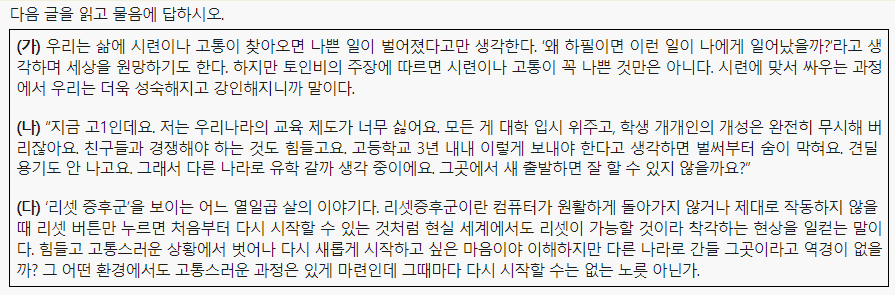 다음 글을 읽고 물음에 답하시오.
(가) 우리는 삶에 시련이나 고통이 찾아오면 나쁜 일이 벌어졌다고만 생각한다. '왜 하필이면 이런 일이 나에게 일어났을까?'라고 생
각하며 세상을 원망하기도 한다. 하지만 토인비의 주장에 따르면 시련이나 고통이 꼭 나쁜 것만은 아니다. 시련에 맞서 싸우는 과정
에서 우리는 더욱 성숙해지고 강인해지니까 말이다.
(나) "지금 고1인데요. 저는 우리나라의 교육 제도가 너무 싫어요. 모든 게 대학 입시 위주고, 학생 개개인의 개성은 완전히 무시해 버
리잖아요. 친구들과 경쟁해야 하는 것도 힘들고요. 고등학교 3년 내내 이렇게 보내야 한다고 생각하면 벌써부터 숨이 막혀요. 견딜
용기도 안 나고요. 그래서 다른 나라로 유학 갈까 생각 중이에요. 그곳에서 새 출발하면 잘 할 수 있지 않을까요?"
(다) '리셋 증후군'을 보이는 어느 열일곱 살의 이야기다. 리셋증후군이란 컴퓨터가 원활하게 돌아가지 않거나 제대로 작동하지 않을
때 리셋 버튼만 누르면 처음부터 다시 시작할 수 있는 것처럼 현실 세계에서도 리셋이 가능할 것이라 착각하는 현상을 일컫는 말이
다. 힘들고 고통스러운 상황에서 벗어나 다시 새롭게 시작하고 싶은 마음이야 이해하지만 다른 나라로 간들 그곳이라고 역경이 없을
까? 그 어떤 환경에서도 고통스러운 과정은 있게 마련인데 그때마다 다시 시작할 수는 없는 노릇 아닌가.